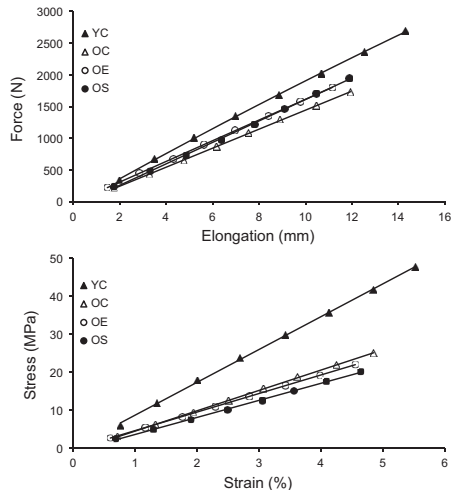 3000
2500
2000
1500
1000
500
0
Force (N)
YC
OC
OE
OS
0 2 4 6 8 10 12 14 16
Elongation (mm)
50
40
30
20
10
0
Stress (MPa)
YC
OC
OE
OS
0 1 2 3 4 5 6
Strain (%)